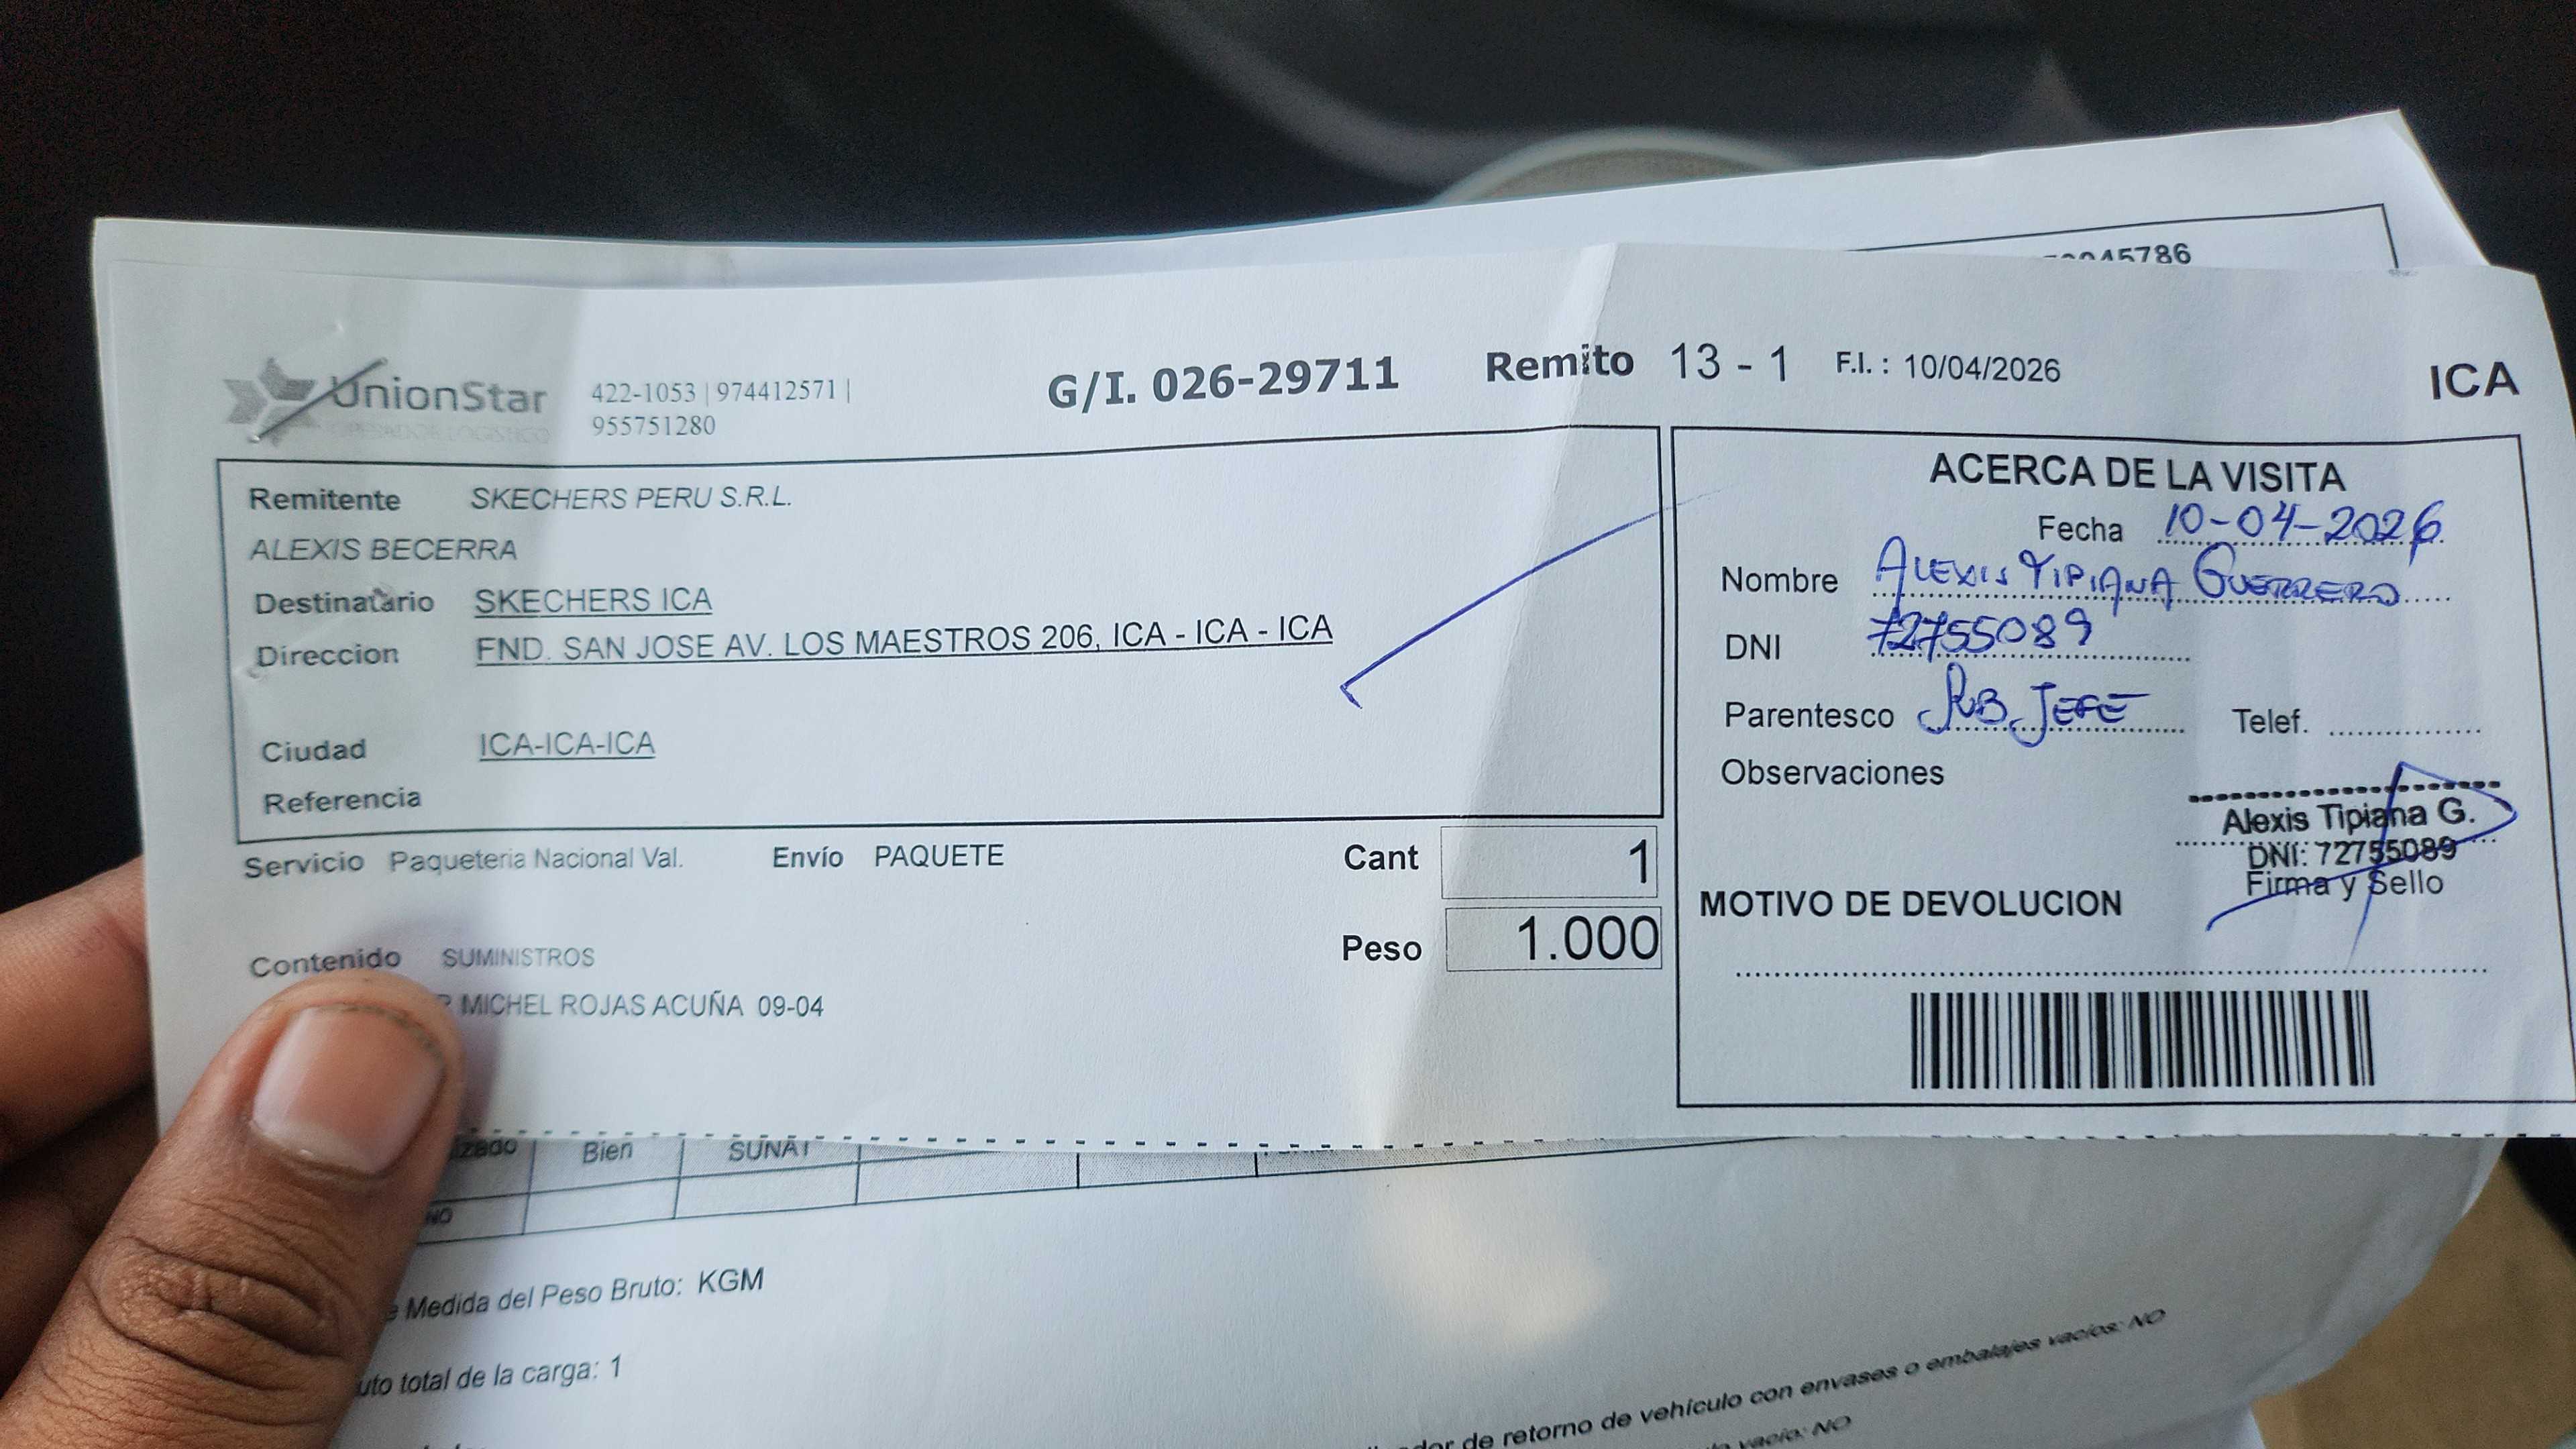 45786
UnionStar
OPERADOR LOGISTICO
422-1053 | 974412571 |
955751280
G/I. 026-29711
Remito 13 - 1 F.I. : 10/04/2026
ICA
Remitente SKECHERS PERU S.R.L.
ALEXIS BECERRA
Destinatario SKECHERS ICA
Direccion FND. SAN JOSE AV. LOS MAESTROS 206, ICA - ICA - ICA
Ciudad ICA-ICA-ICA
Referencia
Servicio Paqueteria Nacional Val. Envío PAQUETE
Cant 1
Peso 1.000
Contenido SUMINISTROS
MICHEL ROJAS ACUÑA 09-04
ACERCA DE LA VISITA
Fecha 10-04-2026
Nombre ALEXIS TIPIANA GUERRERO
DNI 72755089
Parentesco JEFE Telef.
Observaciones
Alexis Tipiana G.
DNI: 72755089
Firma y Sello
MOTIVO DE DEVOLUCION
Bien SUNAT
Medida del Peso Bruto: KGM
total de la carga: 1
de retorno de vehículo con envases o embalajes vacíos: NO
vacío: NO